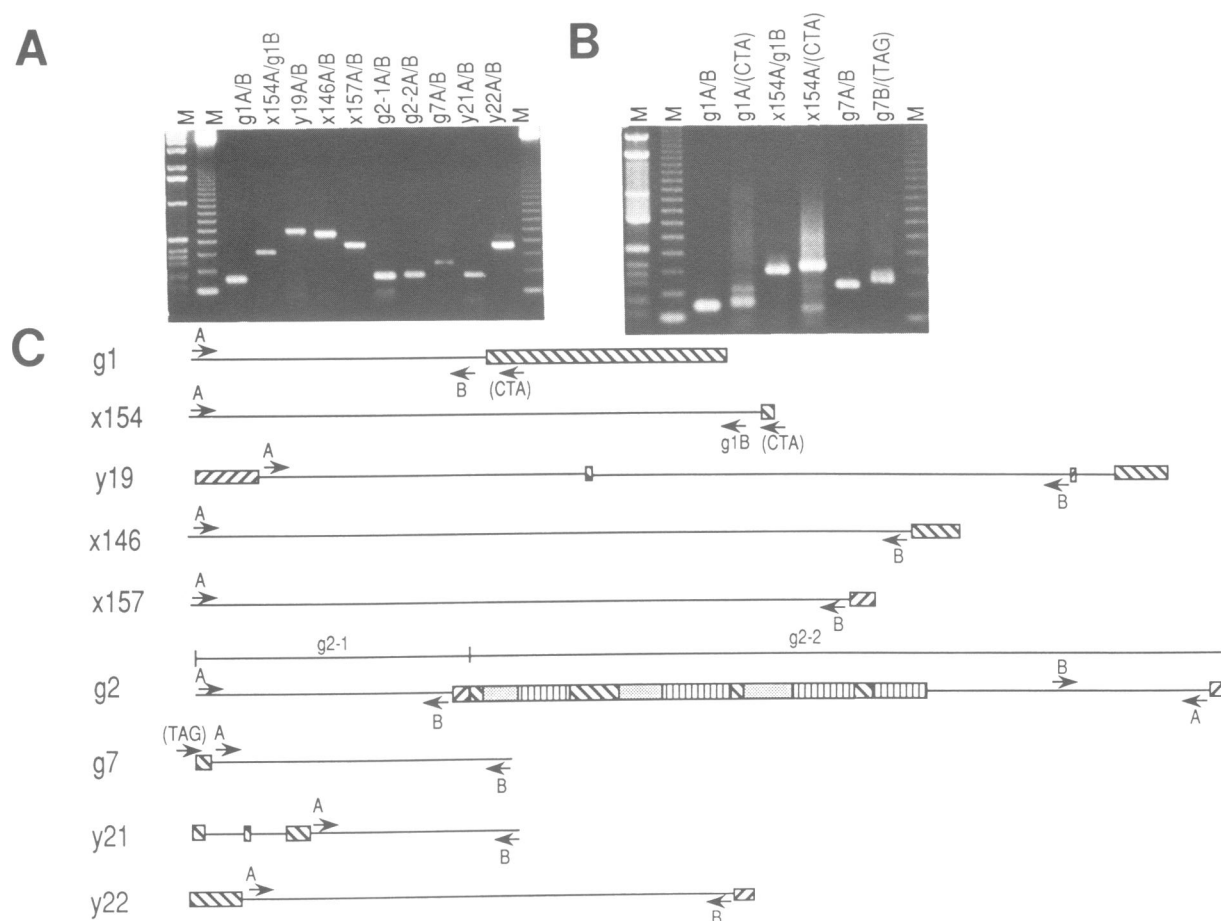 A
B
M
M
g1A/B
x154A/g1B
y19A/B
x146A/B
x157A/B
g2-1A/B
g2-2A/B
g7A/B
y21A/B
y22A/B
M
M
M
g1A/B
g1A/(CTA)
x154A/g1B
x154A/(CTA)
g7A/B
g7B/(TAG)
M
C
g1
A
B
(CTA)
x154
A
g1B
(CTA)
y19
A
B
x146
A
B
x157
A
B
g2-1
g2-2
g2
A
B
B
A
g7
(TAG)
A
B
y21
A
B
y22
A
B